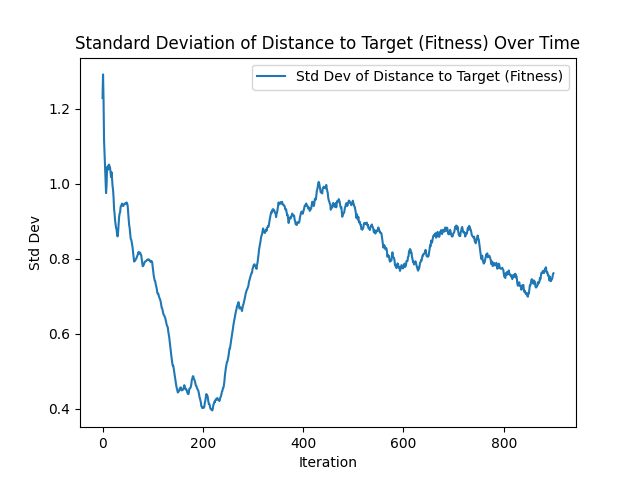 Standard Deviation of Distance to Target (Fitness) Over Time
Std Dev of Distance to Target (Fitness)
1.2
1.0
0.8
0.6
0.4
Std Dev
0
200
400
600
800
Iteration